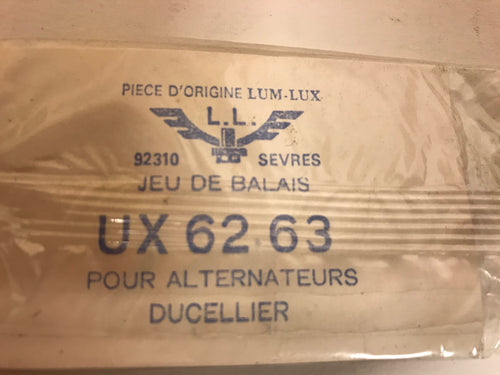 PIECE D'ORIGINE LUM-LUX
L.L.
92310 SEVRES
JEU DE BALAIS
UX 62 63
POUR ALTERNATEURS
DUCELLIER